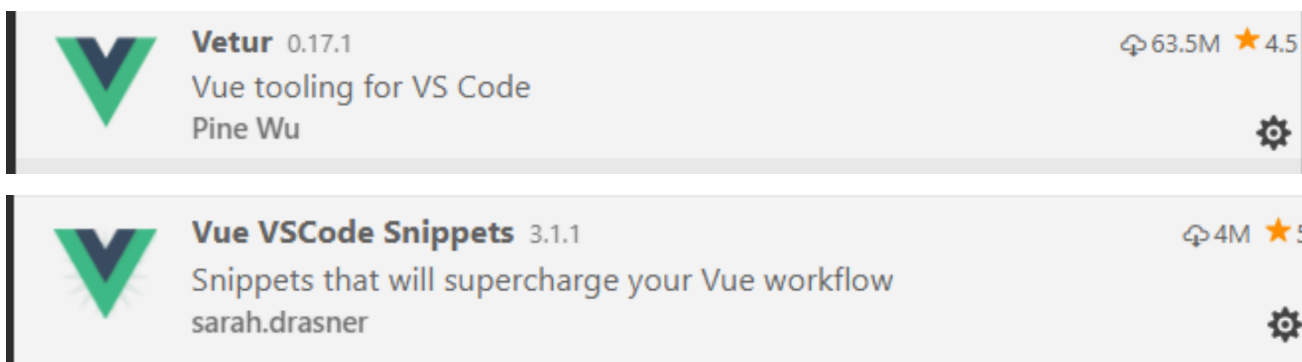 Vetur 0.17.1 63.5M 4.5
Vue tooling for VS Code
Pine Wu
Vue VSCode Snippets 3.1.1 4M 5
Snippets that will supercharge your Vue workflow
sarah.drasner